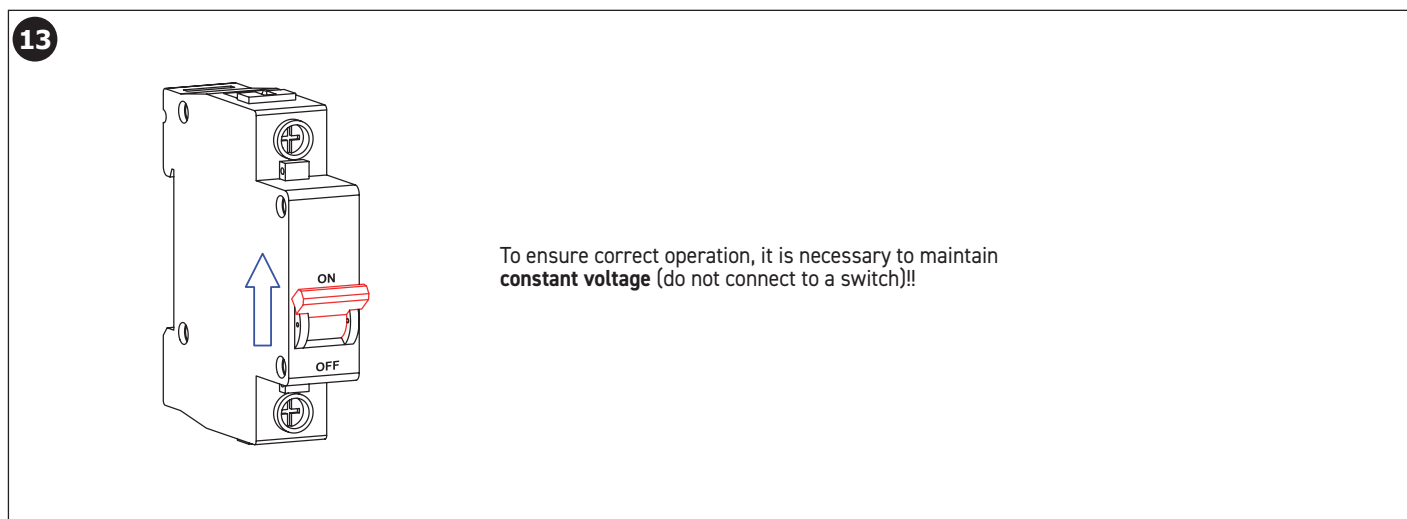 13
ON
OFF
To ensure correct operation, it is necessary to maintain
constant voltage (do not connect to a switch)!!